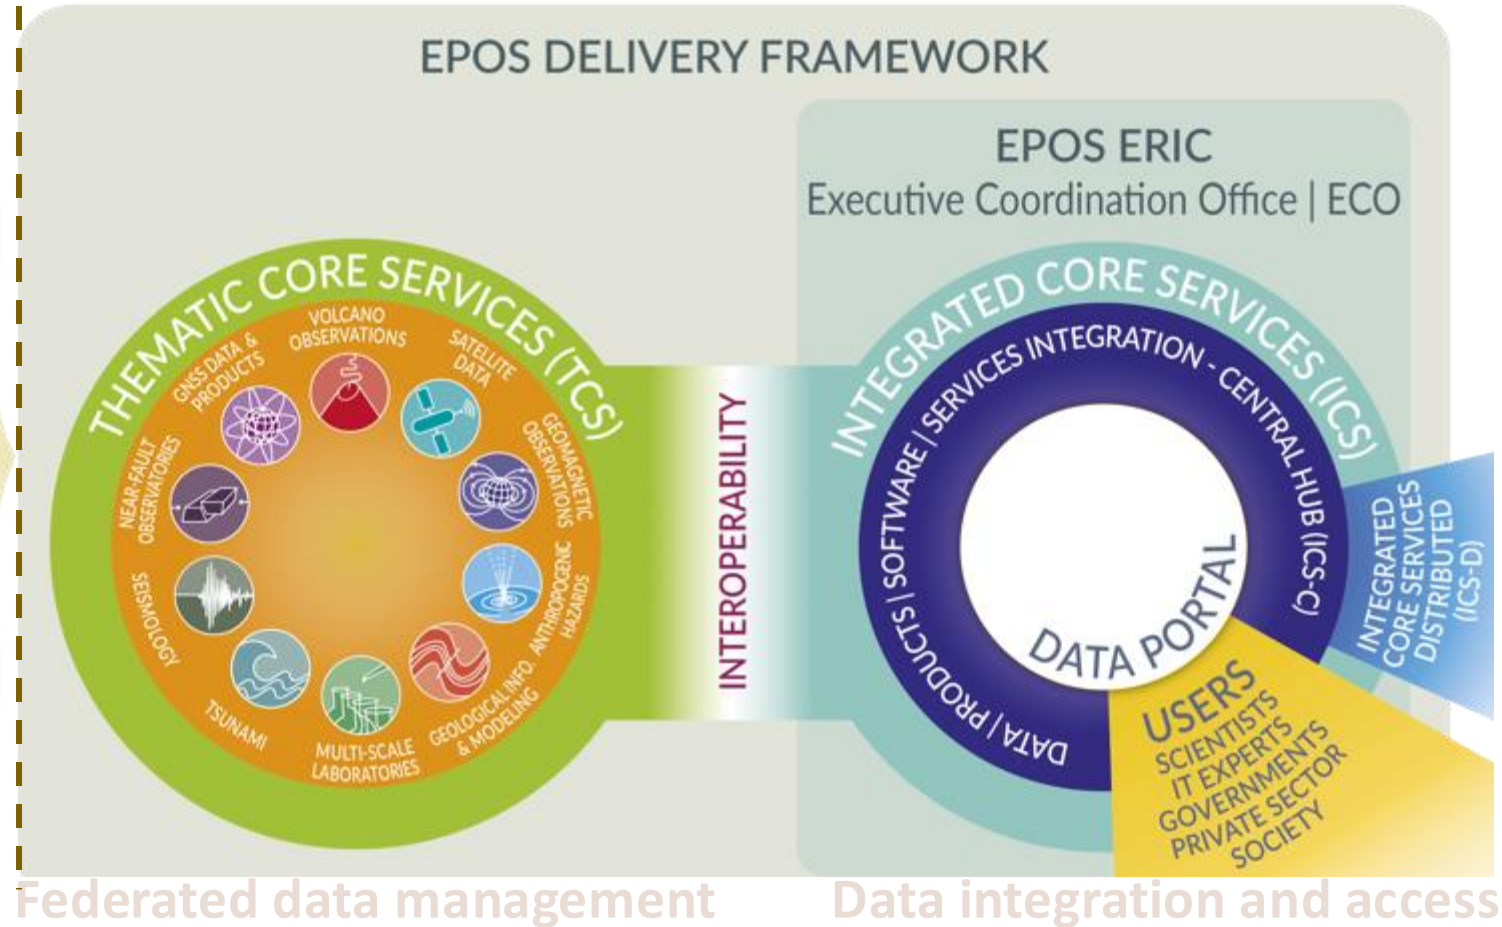 EPOS DELIVERY FRAMEWORK
EPOS ERIC
Executive Coordination Office | ECO
THEMATIC CORE SERVICES (TCS)
VOLCANO
OBSERVATIONS
SATELLITE
DATA
GEOMAGNETIC
OBSERVATIONS
ANTHROPOGENIC
HAZARDS
GEOLOGICAL INFO.
& MODELING
MULTI-SCALE
LABORATORIES
TSUNAMI
SEISMOLOGY
NEAR-FAULT
OBSERVATORIES
GNSS DATA &
PRODUCTS
INTEROPERABILITY
INTEGRATED CORE SERVICES (ICS)
DATA/ PRODUCTS | SOFTWARE | SERVICES INTEGRATION - CENTRAL HUB (ICS-C)
DATA PORTAL
INTEGRATED
CORE SERVICES
DISTRIBUTED
(ICS-D)
USERS
SCIENTISTS
IT EXPERTS
GOVERNMENTS
PRIVATE SECTOR
SOCIETY
Federated data management
Data integration and access